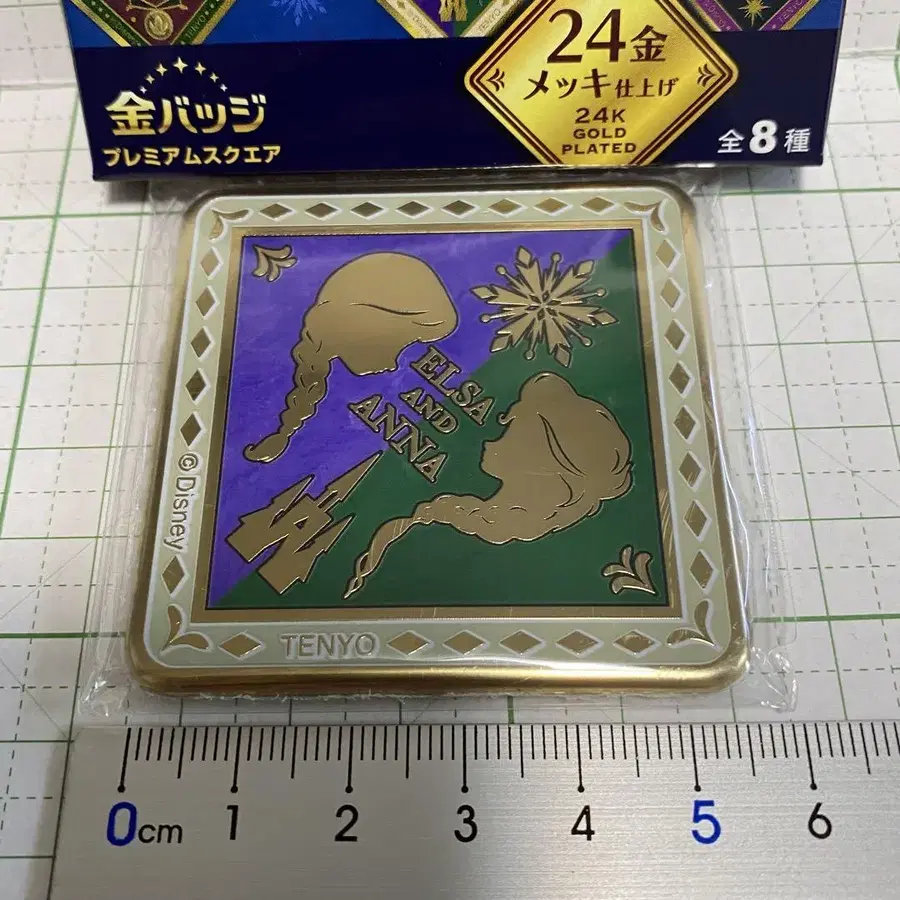 TENYO
24金
メッキ仕上げ
24K
GOLD
PLATED
金バッジ
プレミアムスクエア
全8種
ELSA
AND
ANNA
© Disney
TENYO
0cm 1 2 3 4 5 6